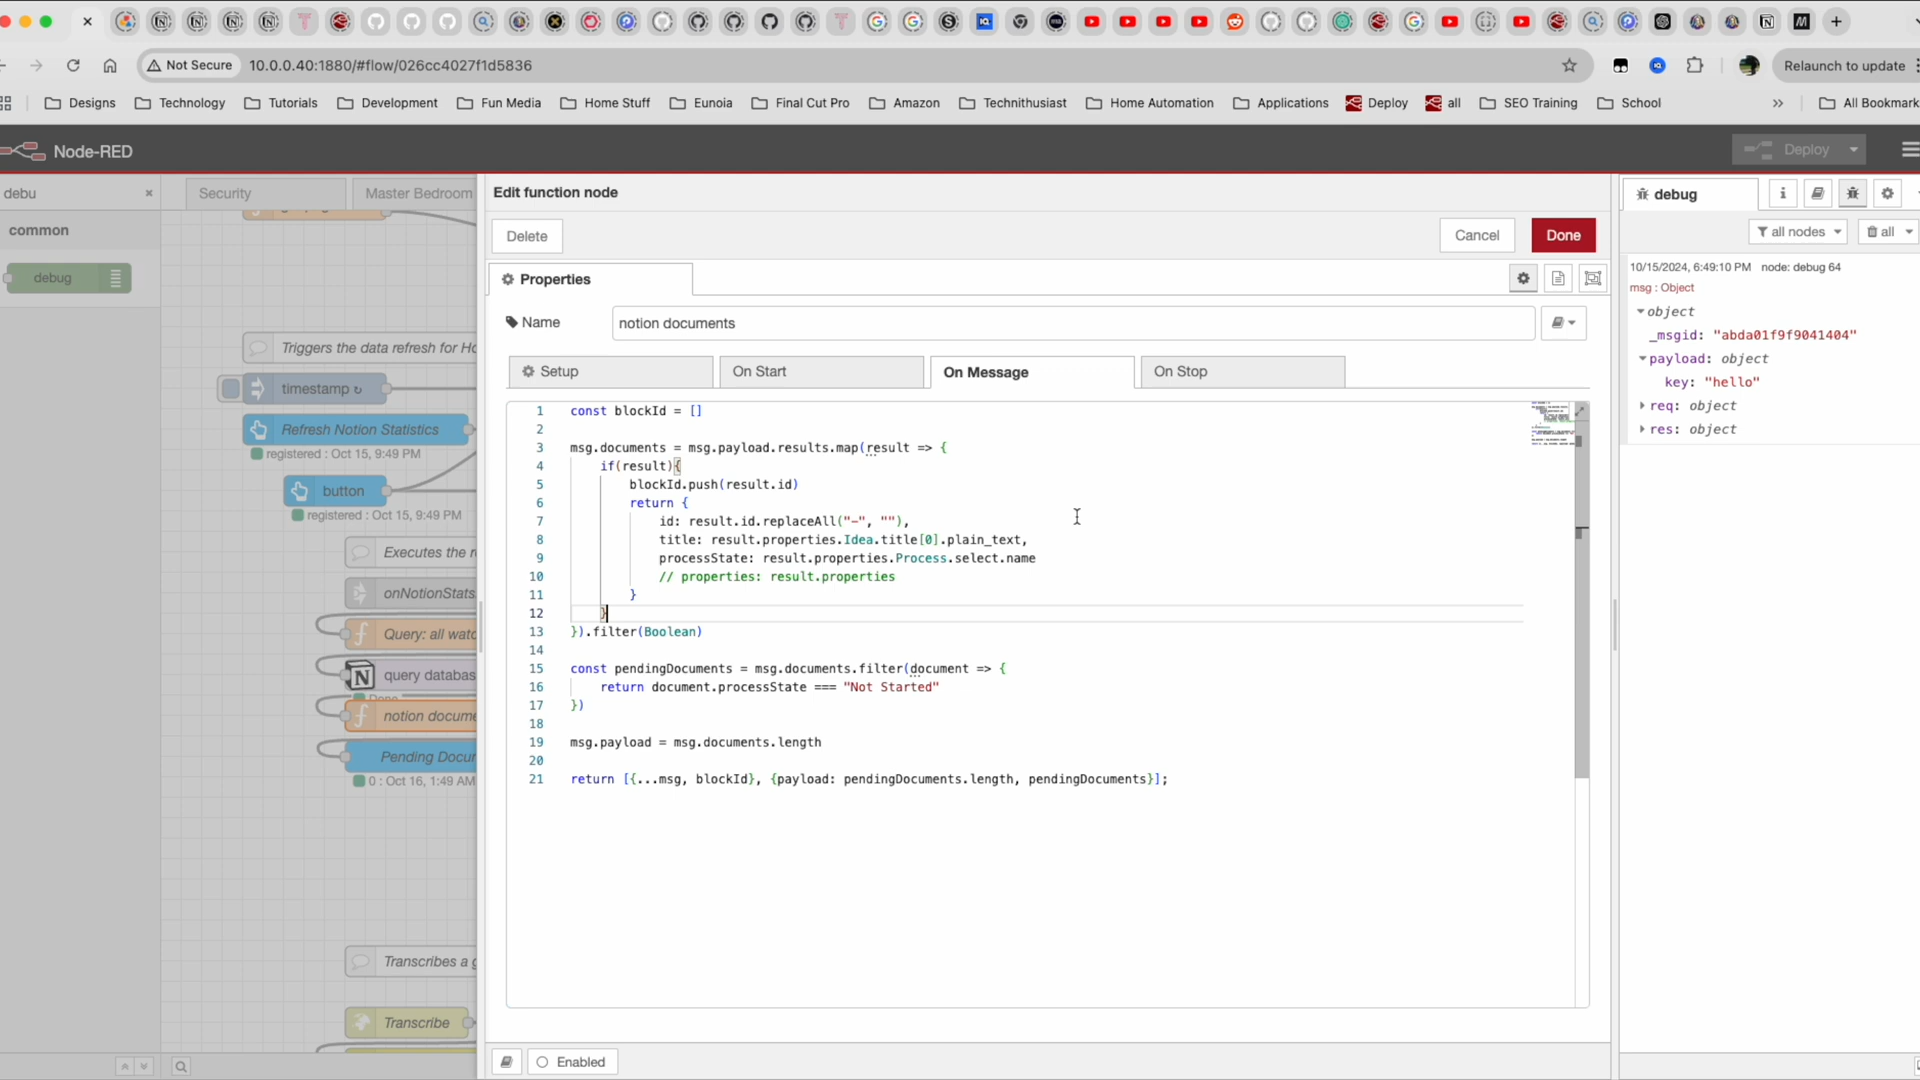 Not Secure
10.0.0.40:1880/#flow/026cc4027f1d5836
Relaunch to update
Designs
Technology
Tutorials
Development
Fun Media
Home Stuff
Eunoia
Final Cut Pro
Amazon
Technithusiast
Home Automation
Applications
Deploy
all
SEO Training
School
All Bookmark
Node-RED
Deploy
debu
Security
Master Bedroom
Edit function node
debug
common
Delete
Cancel
Done
all nodes
all
debug
Properties
10/15/2024, 6:49:10 PM node: debug 64
msg : Object
object
_msgid: "abda01f9f9041404"
payload: object
key: "hello"
req: object
res: object
Name
notion documents
Triggers the data refresh for Ho
Setup
On Start
On Message
On Stop
timestamp ↻
Refresh Notion Statistics
registered : Oct 15, 9:49 PM
button
registered : Oct 15, 9:49 PM
Executes the r
onNotionStats
Query: all watc
query databas
Done
notion docume
Pending Docur
0 : Oct 16, 1:49 AM
Transcribes a g
Transcribe
1 const blockId = []
2
3 msg.documents = msg.payload.results.map(result => {
4 if(result){
5 blockId.push(result.id)
6 return {
7 id: result.id.replaceAll("-", ""),
8 title: result.properties.Idea.title[0].plain_text,
9 processState: result.properties.Process.select.name
10 // properties: result.properties
11 }
12 }
13 }).filter(Boolean)
14
15 const pendingDocuments = msg.documents.filter(document => {
16 return document.processState === "Not Started"
17 })
18
19 msg.payload = msg.documents.length
20
21 return [{...msg, blockId}, {payload: pendingDocuments.length, pendingDocuments}];
Enabled